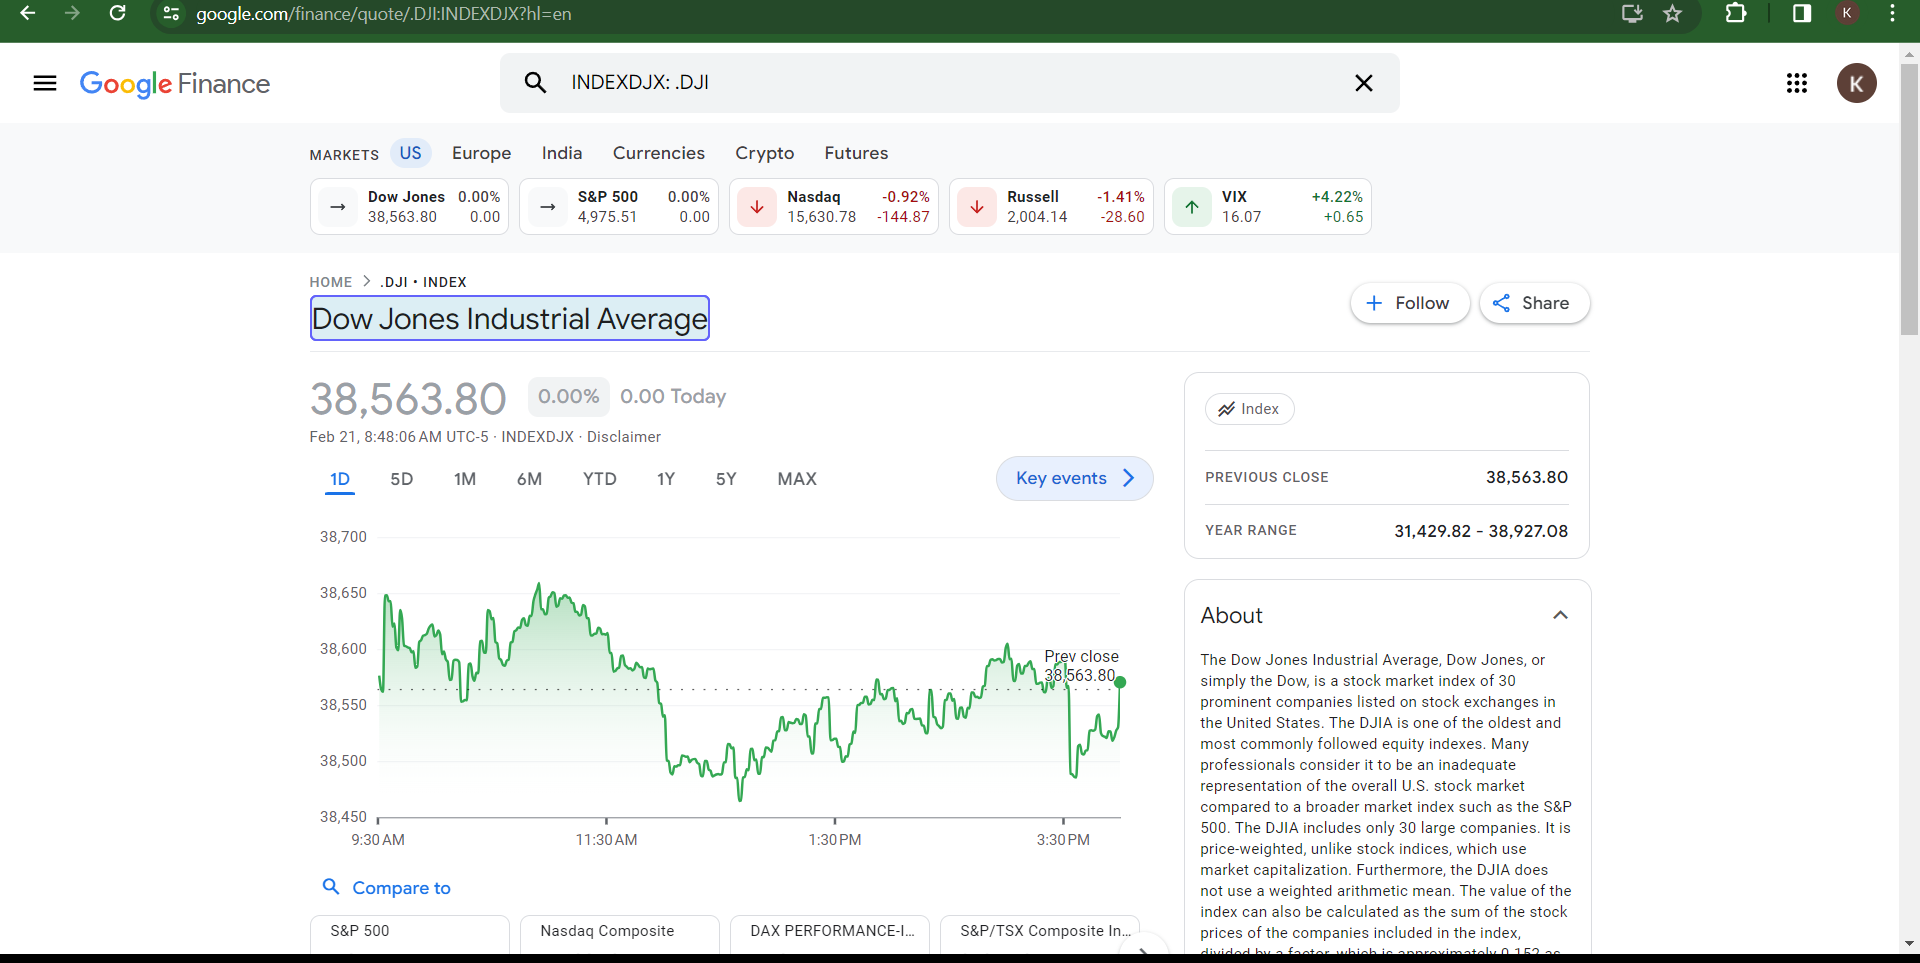 google.com/finance/quote/.DJI:INDEXDJX?hl=en
K
Google Finance
INDEXDJX: .DJI
K
MARKETS
US
Europe
India
Currencies
Crypto
Futures
Dow Jones 0.00%
38,563.80 0.00
S&P 500 0.00%
4,975.51 0.00
Nasdaq -0.92%
15,630.78 -144.87
Russell -1.41%
2,004.14 -28.60
VIX +4.22%
16.07 +0.65
HOME > .DJI • INDEX
Dow Jones Industrial Average
Follow
Share
38,563.80 0.00% 0.00 Today
Feb 21, 8:48:06 AM UTC-5 · INDEXDJX · Disclaimer
1D 5D 1M 6M YTD 1Y 5Y MAX
Key events
38,700
38,650
38,600
38,550
38,500
38,450
Prev close
38,563.80
9:30 AM 11:30 AM 1:30 PM 3:30 PM
Compare to
S&P 500
Nasdaq Composite
DAX PERFORMANCE-I...
S&P/TSX Composite In...
Index
PREVIOUS CLOSE 38,563.80
YEAR RANGE 31,429.82 - 38,927.08
About
The Dow Jones Industrial Average, Dow Jones, or
simply the Dow, is a stock market index of 30
prominent companies listed on stock exchanges in
the United States. The DJIA is one of the oldest and
most commonly followed equity indexes. Many
professionals consider it to be an inadequate
representation of the overall U.S. stock market
compared to a broader market index such as the S&P
500. The DJIA includes only 30 large companies. It is
price-weighted, unlike stock indices, which use
market capitalization. Furthermore, the DJIA does
not use a weighted arithmetic mean. The value of the
index can also be calculated as the sum of the stock
prices of the companies included in the index,
divided by a factor, which is approximately 0.152 as